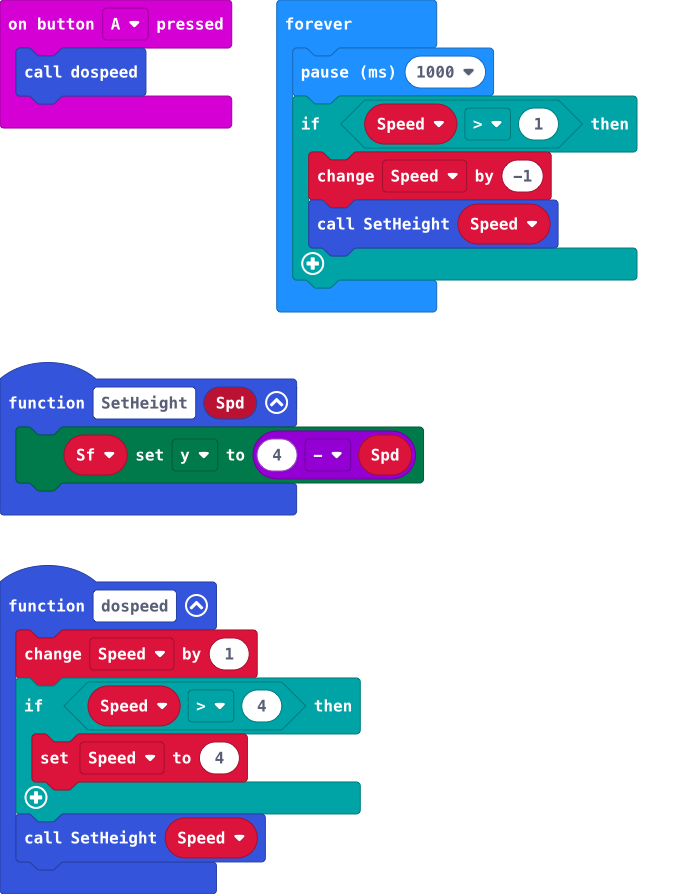 on button A pressed
call dospeed
forever
pause (ms) 1000
if Speed > 1 then
change Speed by −1
call SetHeight Speed
function SetHeight Spd
Sf set y to 4 − Spd
function dospeed
change Speed by 1
if Speed > 4 then
set Speed to 4
call SetHeight Speed